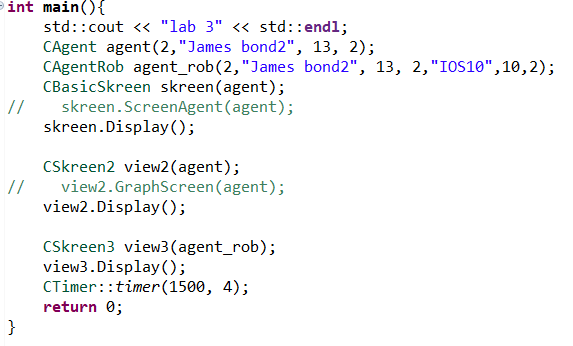 int main(){
    std::cout << "lab 3" << std::endl;
    CAgent agent(2,"James bond2", 13, 2);
    CAgentRob agent_rob(2,"James bond2", 13, 2,"IOS10",10,2);
    CBasicSkreen skreen(agent);
//    skreen.ScreenAgent(agent);
    skreen.Display();

    CSkreen2 view2(agent);
//    view2.GraphScreen(agent);
    view2.Display();

    CSkreen3 view3(agent_rob);
    view3.Display();
    CTimer::timer(1500, 4);
    return 0;
}